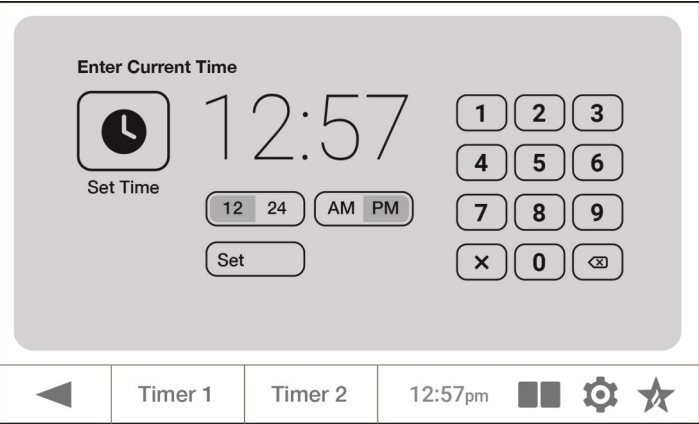 Enter Current Time
12:57
Set Time
12 24 AM PM
Set
1 2 3
4 5 6
7 8 9
× 0
Timer 1 Timer 2 12:57pm